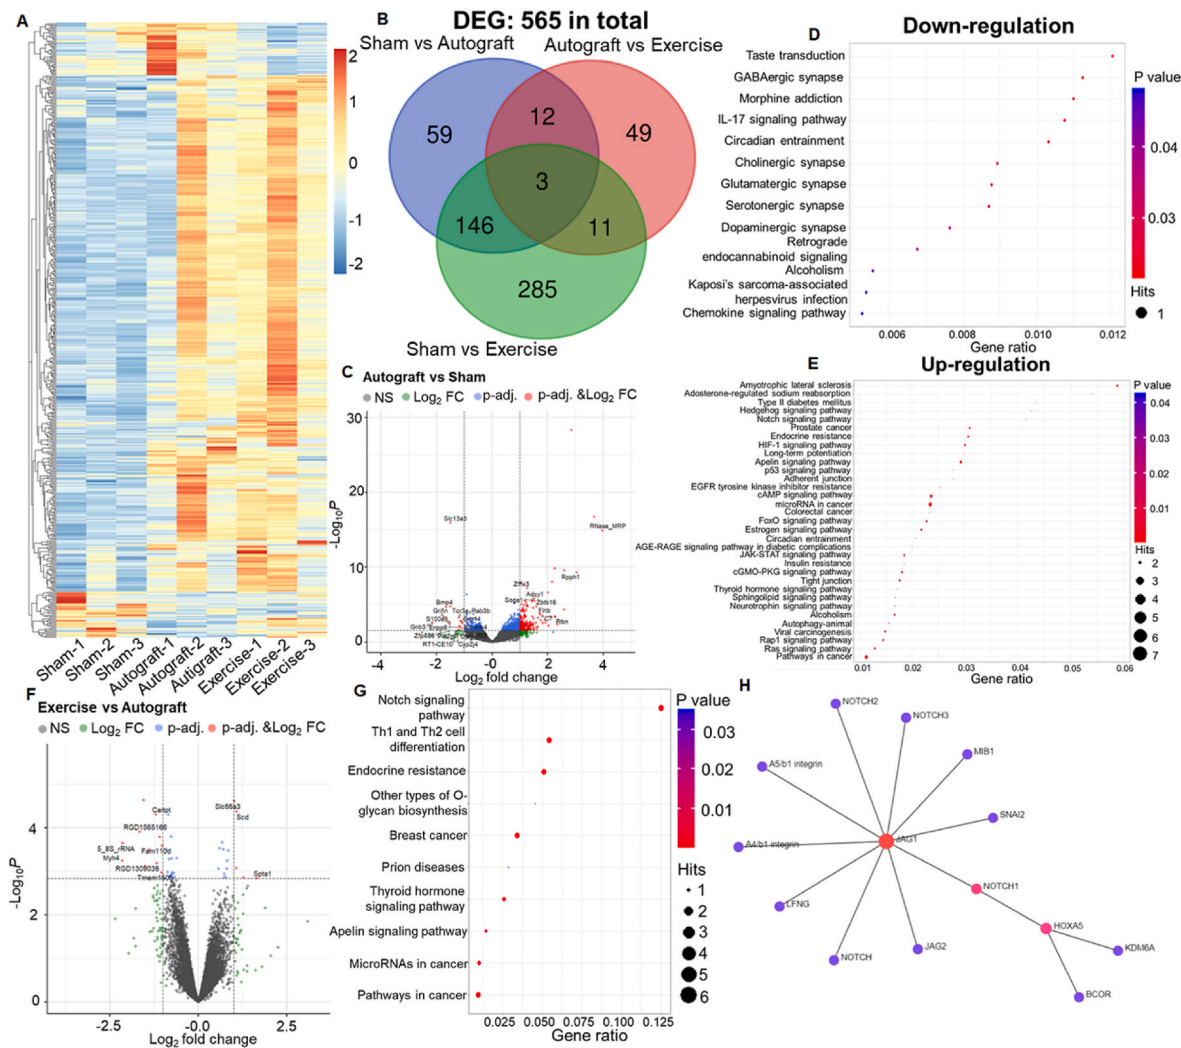 A
2
1
0
-1
-2
Sham-1
Sham-2
Sham-3
Autograft-1
Autograft-2
Autigraft-3
Exercise-1
Exercise-2
Exercise-3
B
DEG: 565 in total
Sham vs Autograft
Autograft vs Exercise
59
12
49
3
146
11
285
Sham vs Exercise
C
Autograft vs Sham
NS
Log2 FC
p-adj.
p-adj. &Log2 FC
-Log10P
30
20
10
0
Slc13a3
RNase_MRP
Rpph1
Adcy1
Zbtb16
Bmp4
RT1-CE10
-4
-2
0
2
4
Log2 fold change
D
Down-regulation
Taste transduction
GABAergic synapse
Morphine addiction
IL-17 signaling pathway
Circadian entrainment
Cholinergic synapse
Glutamatergic synapse
Serotonergic synapse
Dopaminergic synapse
Retrograde
endocannabinoid signaling
Alcoholism
Kaposi's sarcoma-associated
herpesvirus infection
Chemokine signaling pathway
0.006
0.008
0.010
0.012
Gene ratio
P value
0.04
0.03
Hits
1
E
Up-regulation
Amyotrophic lateral sclerosis
Adosterone-regulated sodium reabsorption
Type II diabetes mellitus
Hedgehog signaling pathway
Notch signaling pathway
Prostate cancer
Endocrine resistance
HIF-1 signaling pathway
Long-term potentiation
Apelin signaling pathway
p53 signaling pathway
Adherent junction
EGFR tyrosine kinase inhibitor resistance
cAMP signaling pathway
microRNA in cancer
Colorectal cancer
FoxO signaling pathway
Estrogen signaling pathway
Circadian entrainment
AGE-RAGE signaling pathway in diabetic complications
JAK-STAT signaling pathway
Insulin resistance
cGMO-PKG signaling pathway
Tight junction
Thyroid hormone signaling pathway
Sphingolipid signaling pathway
Neurotrophin signaling pathway
Alcoholism
Autophagy-animal
Viral carcinogenesis
Rap1 signaling pathway
Ras signaling pathway
Pathways in cancer
0.01
0.02
0.03
0.04
0.05
0.06
Gene ratio
P value
0.04
0.03
0.02
0.01
Hits
2
3
4
5
6
7
F
Exercise vs Autograft
NS
Log2 FC
p-adj.
p-adj. &Log2 FC
-Log10P
4
2
0
Cartpt
Slc66a3
Scd
RGD1565166
5_8S_rRNA
Fam110d
Myh4
RGD1309036
Spta1
-2.5
-0.0
2.5
Log2 fold change
G
Notch signaling
pathway
Th1 and Th2 cell
differentiation
Endocrine resistance
Other types of O-
glycan biosynthesis
Breast cancer
Prion diseases
Thyroid hormone
signaling pathway
Apelin signaling pathway
MicroRNAs in cancer
Pathways in cancer
0.025
0.050
0.075
0.100
0.125
Gene ratio
P value
0.03
0.02
0.01
Hits
1
2
3
4
5
6
H
NOTCH2
NOTCH3
MIB1
A5/b1 integrin
SNAI2
JAG1
A4/b1 integrin
NOTCH1
LFNG
HOXA5
JAG2
NOTCH
KDM6A
BCOR